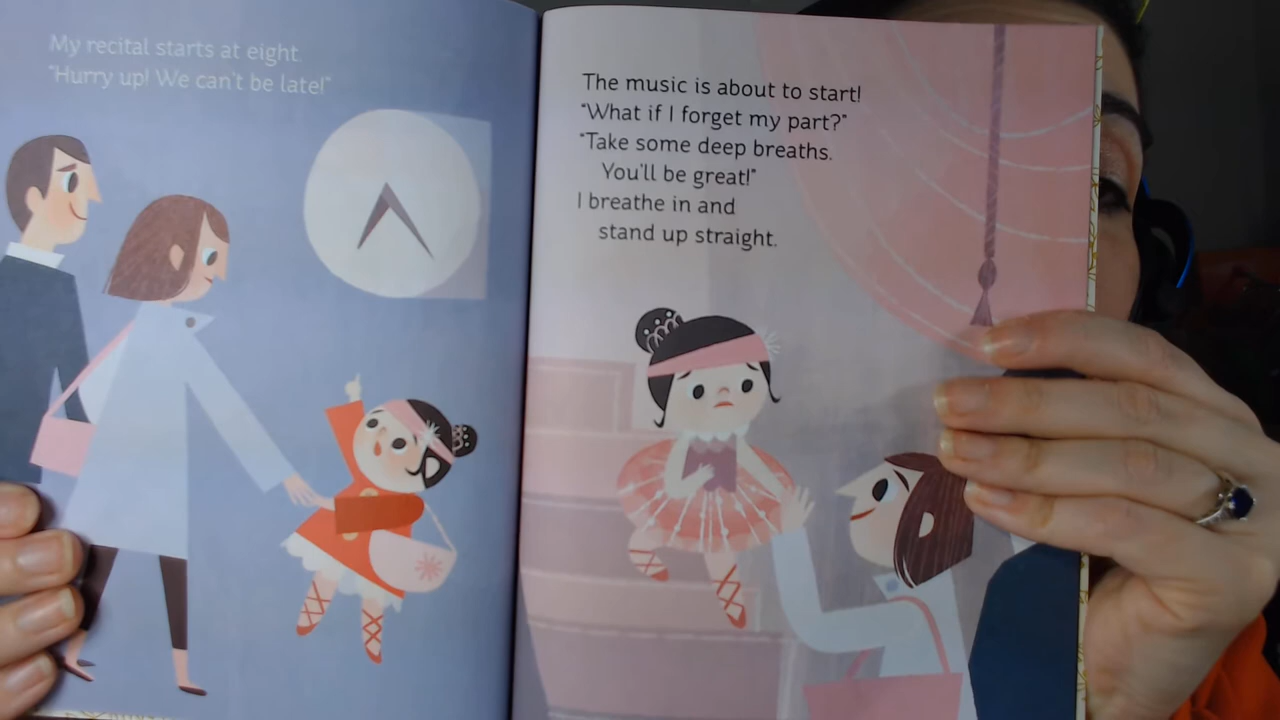 My recital starts at eight.
"Hurry up! We can't be late!"
The music is about to start!
"What if I forget my part?"
"Take some deep breaths.
You'll be great!"
I breathe in and
stand up straight.